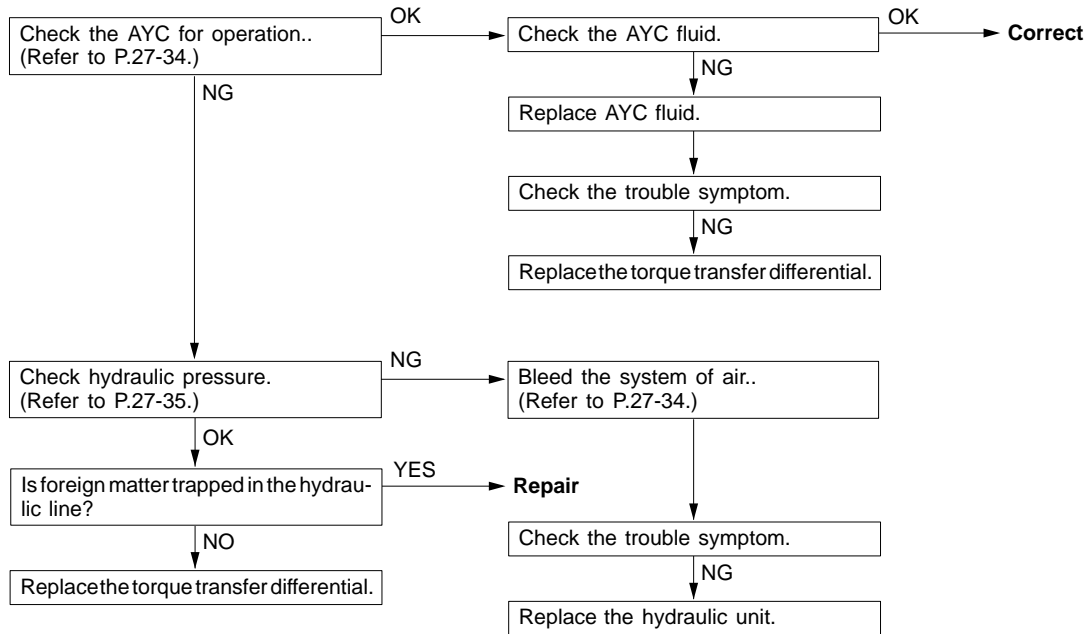 Check the AYC for operation..
(Refer to P.27-34.)
OK
Check the AYC fluid.
OK
Correct
NG
NG
Replace AYC fluid.
Check the trouble symptom.
NG
Replace the torque transfer differential.
Check hydraulic pressure.
(Refer to P.27-35.)
NG
Bleed the system of air..
(Refer to P.27-34.)
OK
Is foreign matter trapped in the hydrau-
lic line?
YES
Repair
NO
Replace the torque transfer differential.
Check the trouble symptom.
NG
Replace the hydraulic unit.